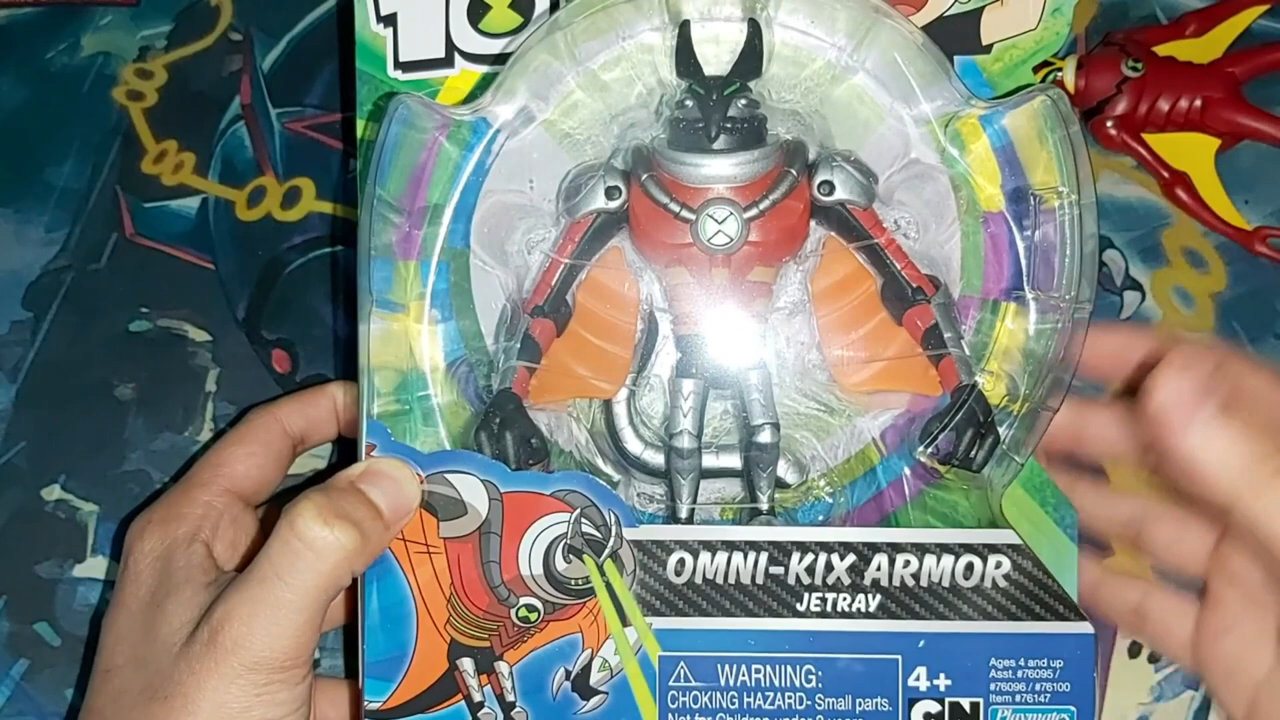 10
OMNI-KIX ARMOR
JETRAY
⚠ WARNING:
CHOKING HAZARD- Small parts.
4+
Ages 4 and up
Asst. #76095 /
#76096 / #76100
Item #76147
CN
Playmates